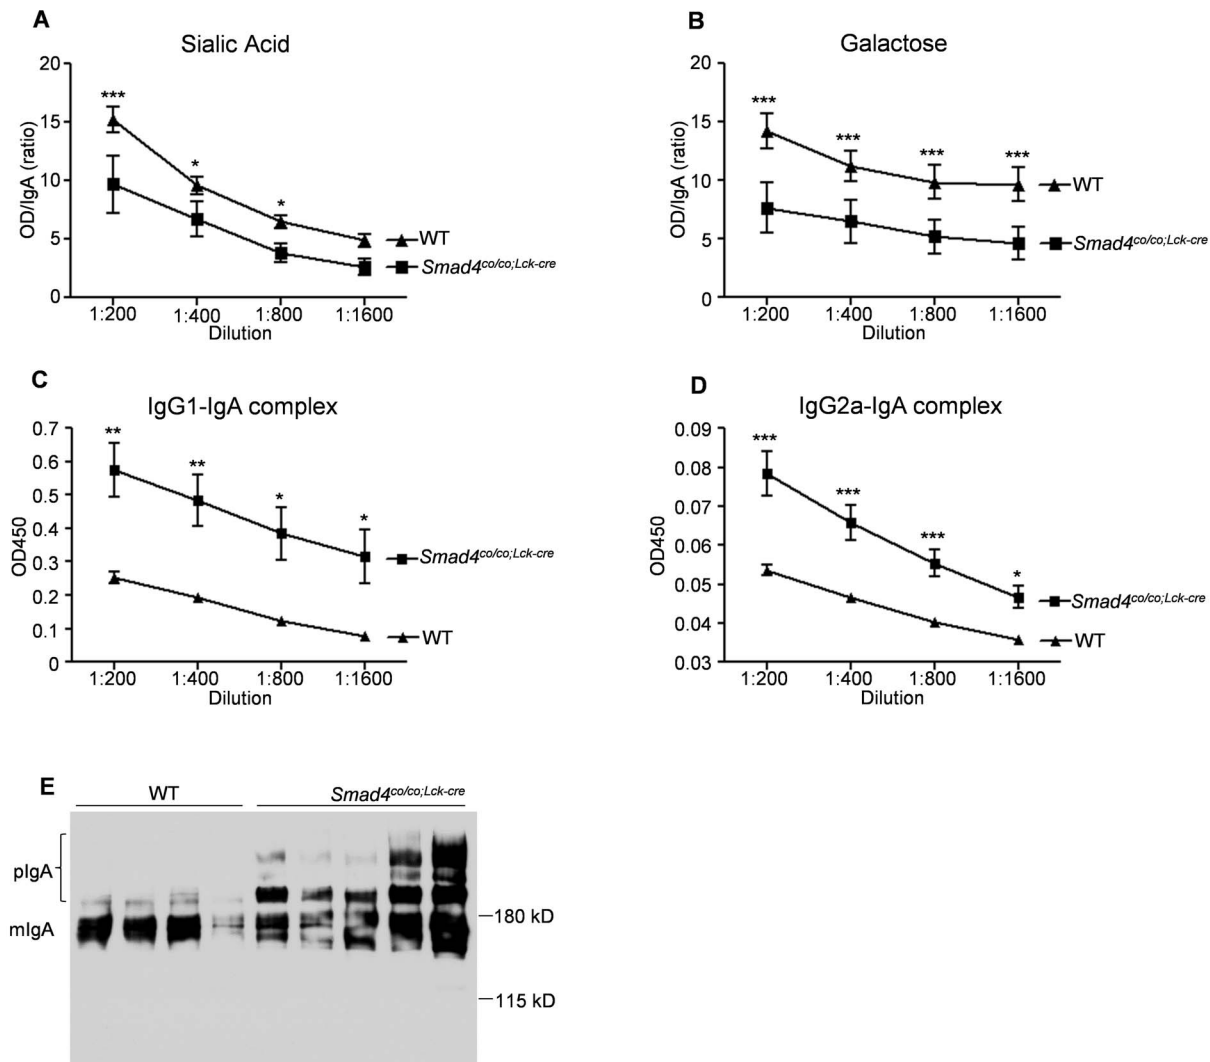 A
Sialic Acid
20
15
10
5
0
OD/IgA (ratio)
***
*
*
WT
Smad4co/co;Lck-cre
1:200 1:400 1:800 1:1600
Dilution
B
Galactose
20
15
10
5
0
OD/IgA (ratio)
***
***
***
***
WT
Smad4co/co;Lck-cre
1:200 1:400 1:800 1:1600
Dilution
C
IgG1-IgA complex
0.7
0.6
0.5
0.4
0.3
0.2
0.1
0
OD450
**
**
*
*
Smad4co/co;Lck-cre
WT
1:200 1:400 1:800 1:1600
Dilution
D
IgG2a-IgA complex
0.09
0.08
0.07
0.06
0.05
0.04
0.03
OD450
***
***
***
*
Smad4co/co;Lck-cre
WT
1:200 1:400 1:800 1:1600
Dilution
E
WT
Smad4co/co;Lck-cre
pIgA
mIgA
180 kD
115 kD